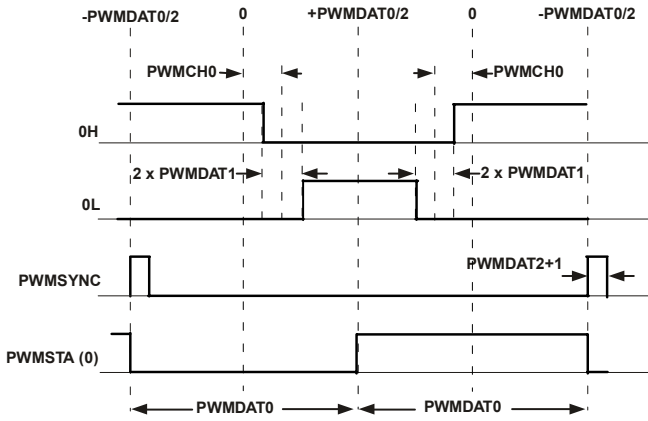 -PWMDAT0/2 0 +PWMDAT0/2 0 -PWMDAT0/2
PWMCH0 PWMCH0
0H
2 x PWMDAT1 2 x PWMDAT1
0L
PWMDAT2+1
PWMSYNC
PWMSTA (0)
PWMDAT0 PWMDAT0